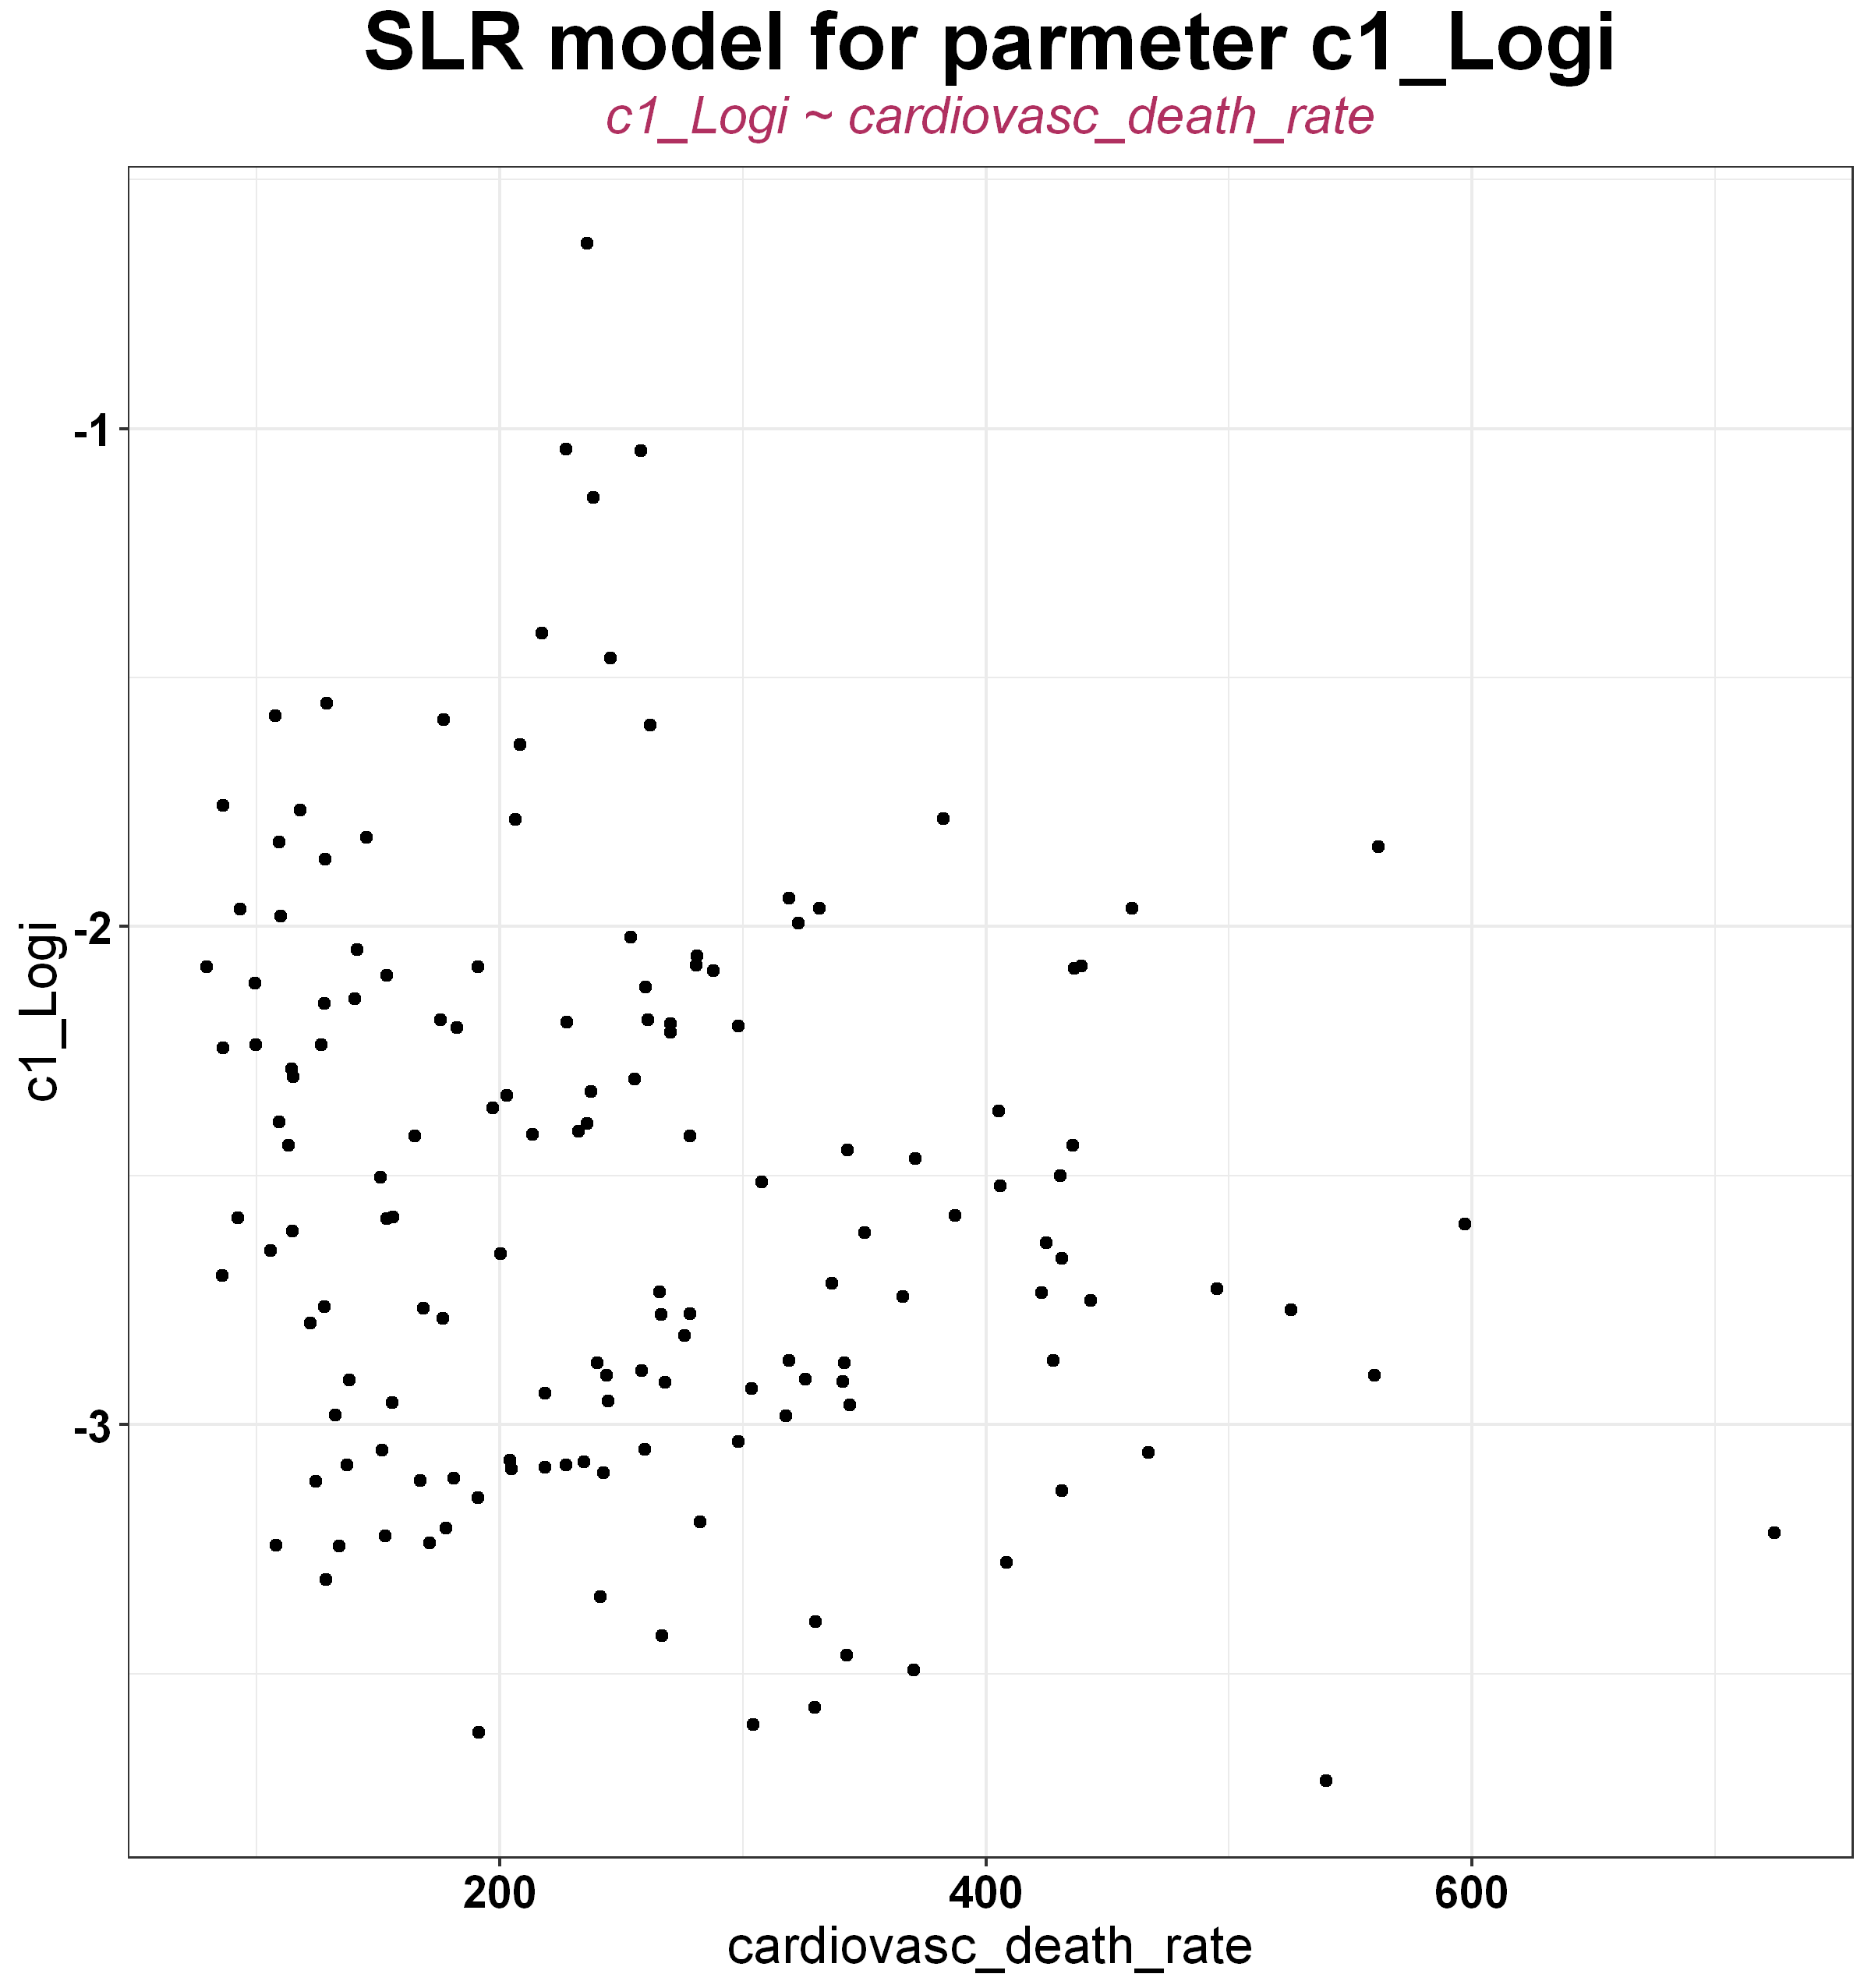 SLR model for parmeter c1_Logi
c1_Logi ~ cardiovasc_death_rate
-1
-2
-3
c1_Logi
200 400 600
cardiovasc_death_rate